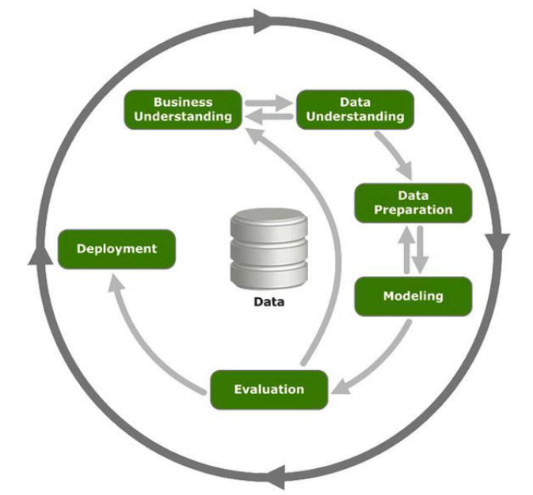 Business
Understanding
Data
Understanding
Data
Preparation
Modeling
Evaluation
Deployment
Data